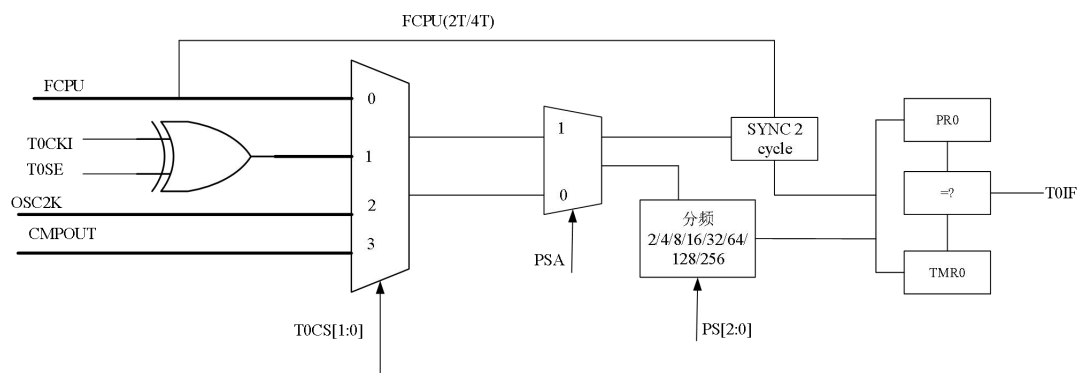 FCPU(2T/4T)
FCPU
0
T0CKI
T0SE
1
OSC2K
2
CMPOUT
3
T0CS[1:0]
1
0
PSA
SYNC 2
cycle
分频
2/4/8/16/32/64/
128/256
PS[2:0]
PR0
=?
T0IF
TMR0